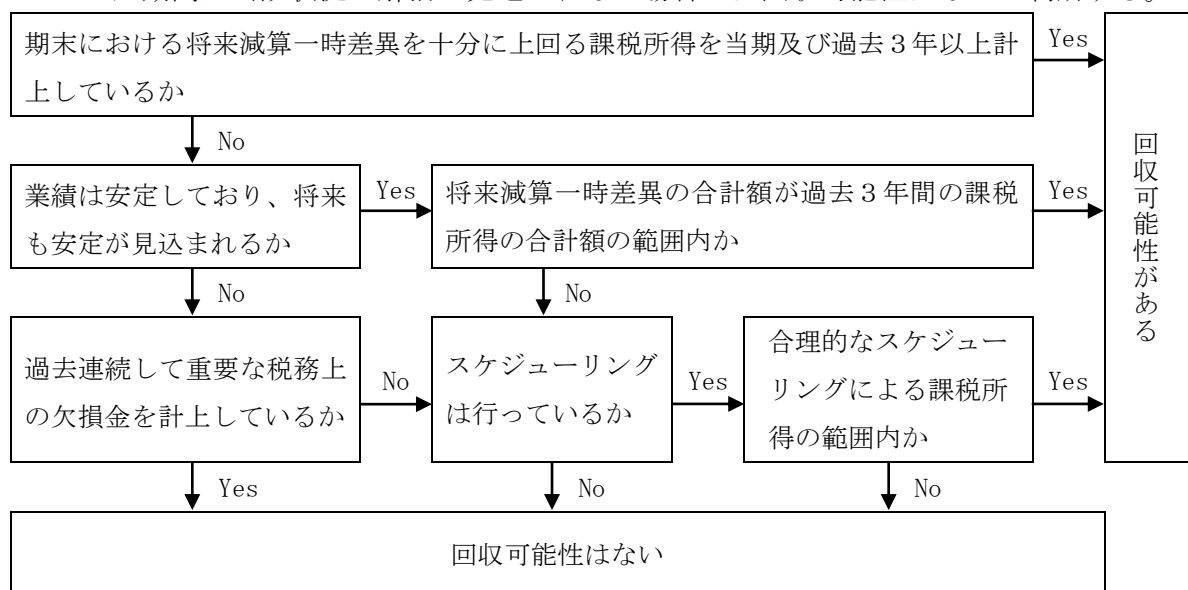 期末における将来減算一時差異を十分に上回る課税所得を当期及び過去３年以上計
上しているか
Yes
No
回収可能性がある
業績は安定しており、将来
も安定が見込まれるか
Yes
将来減算一時差異の合計額が過去３年間の課税
所得の合計額の範囲内か
Yes
No
No
過去連続して重要な税務上
の欠損金を計上しているか
No
スケジューリング
は行っているか
Yes
合理的なスケジュー
リングによる課税所
得の範囲内か
Yes
Yes
No
No
回収可能性はない